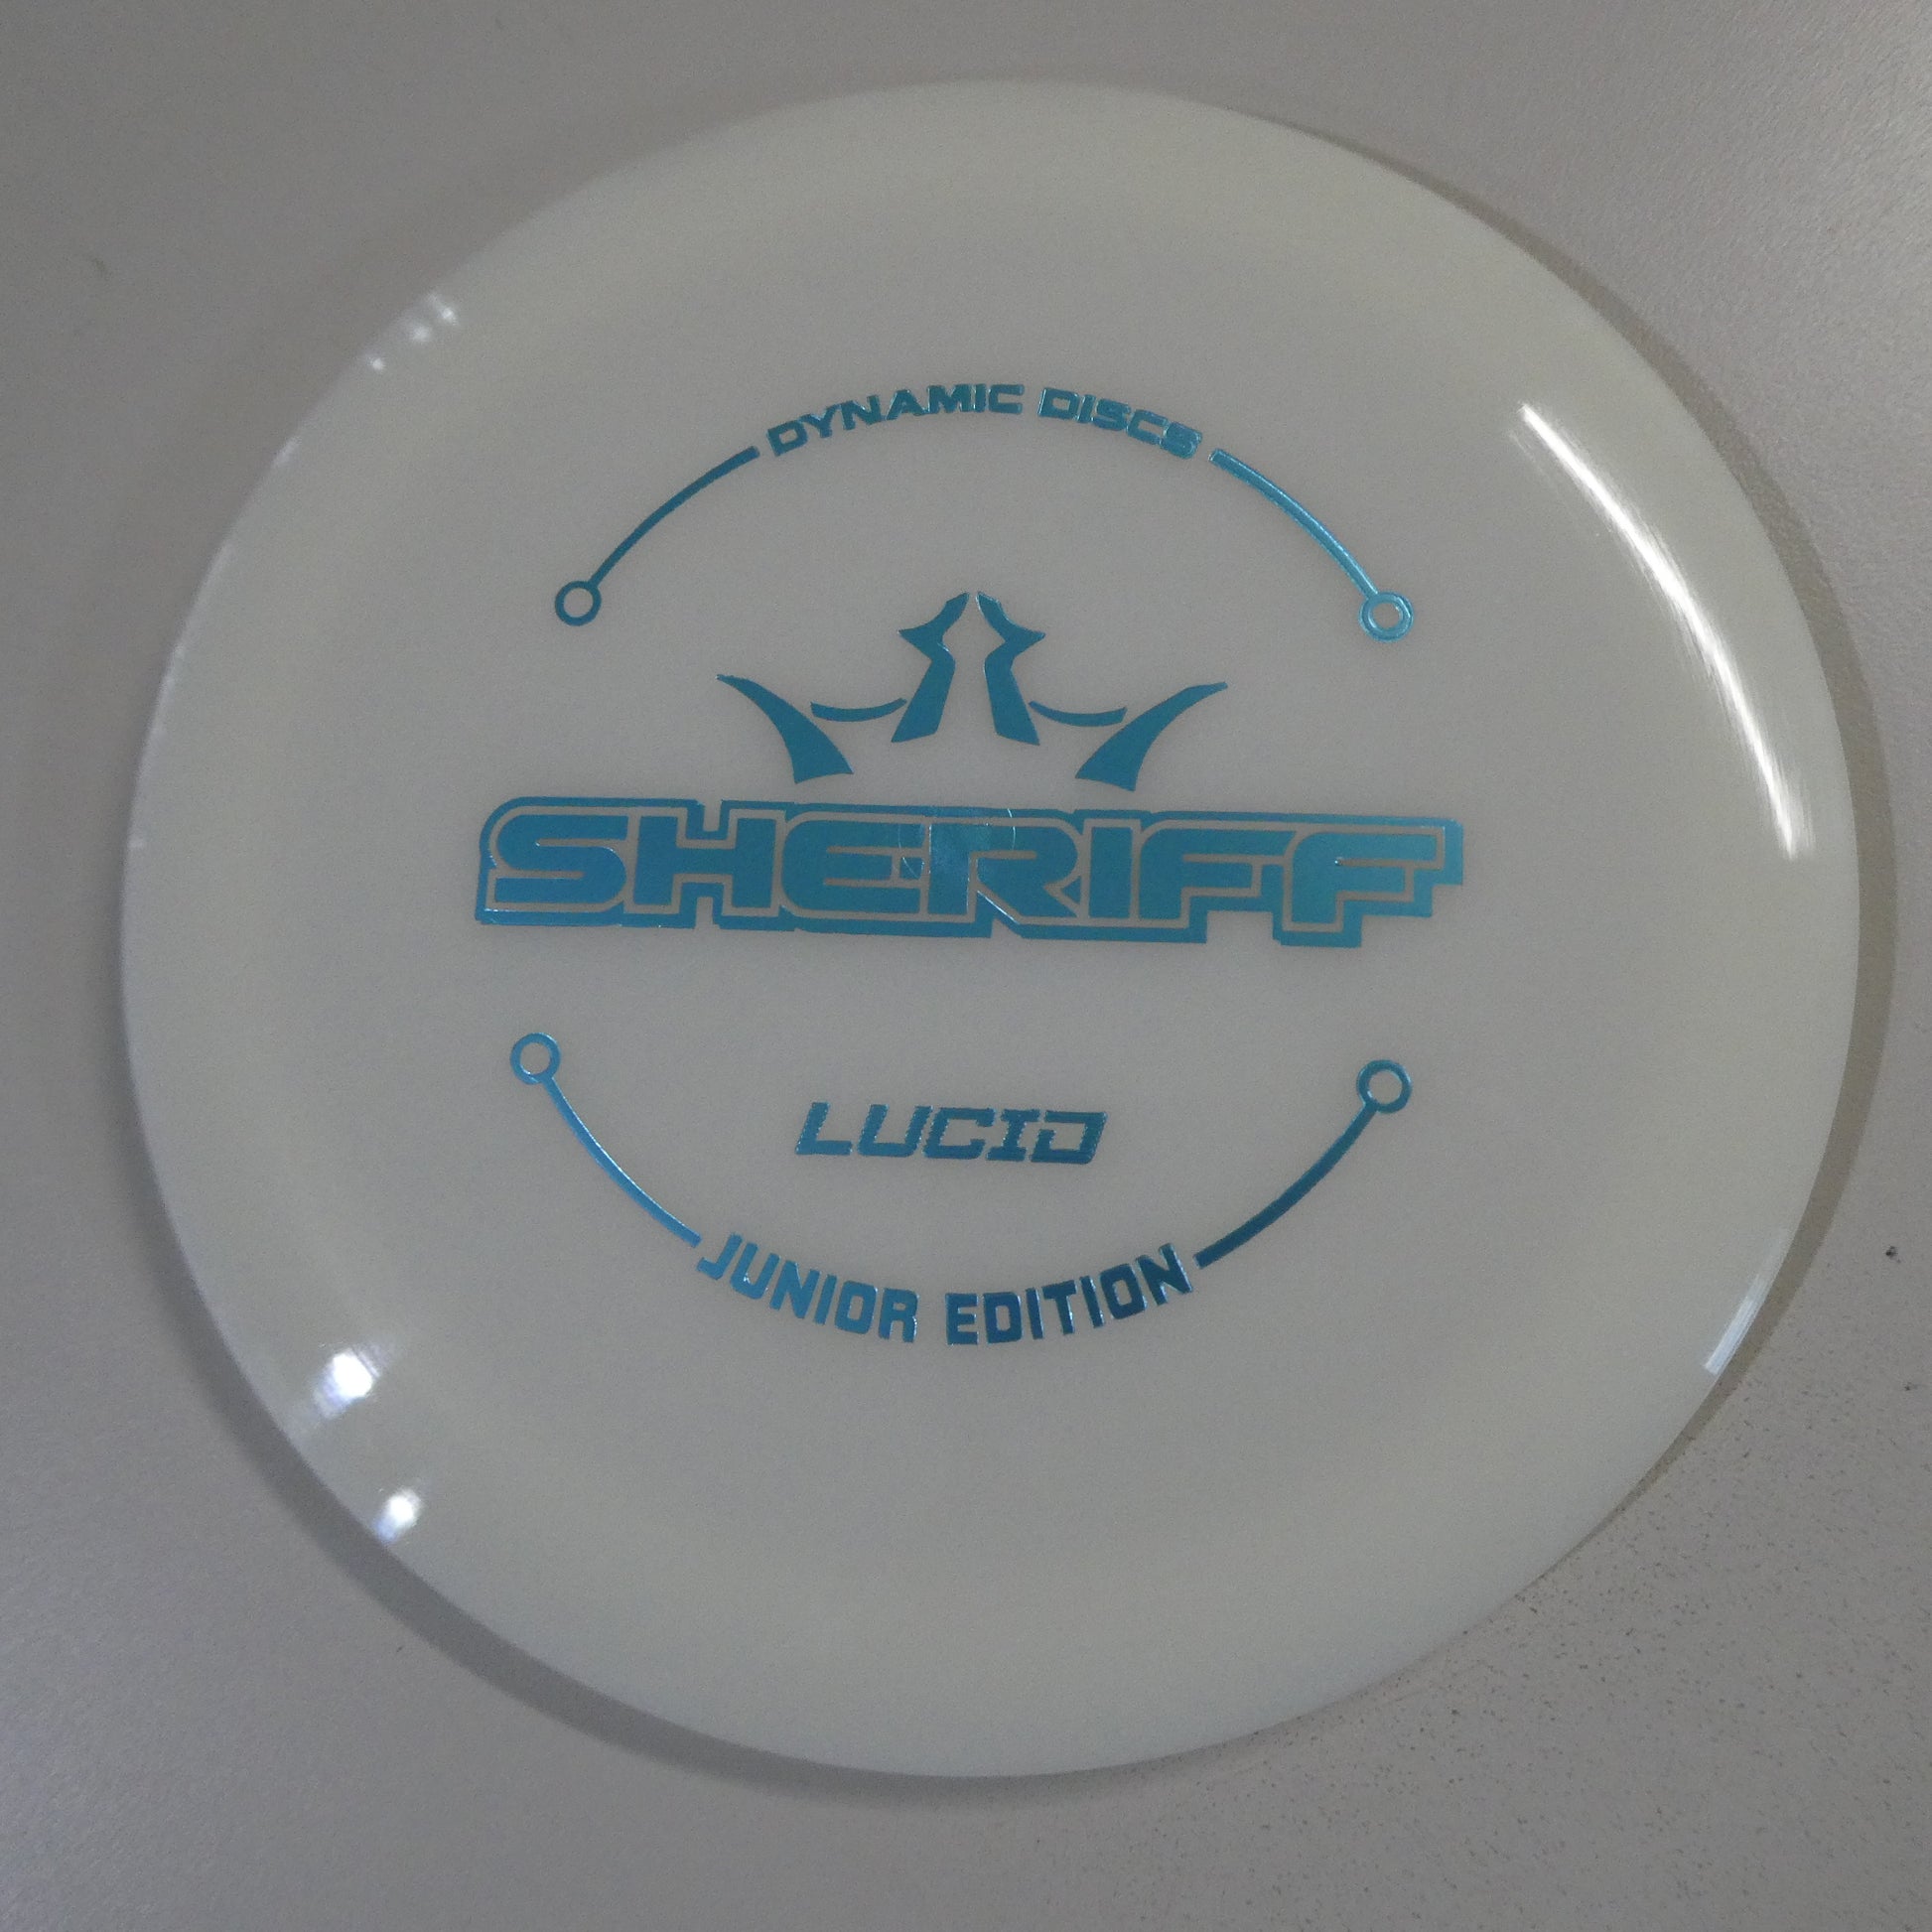 DYNAMIC DISCS
SHERIFF
LUCID
JUNIOR EDITION